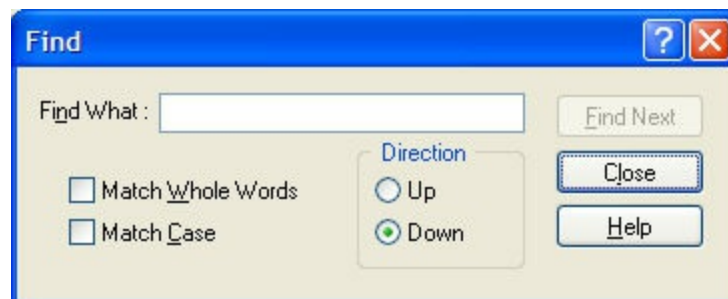 Find
?
Find What :
Find Next
Direction
Close
Match Whole Words
Up
Match Case
Down
Help